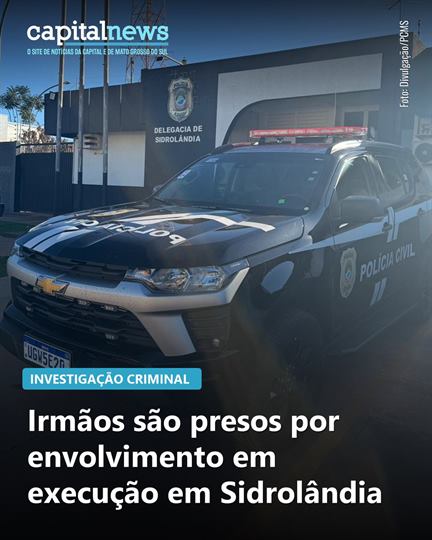 capitalnews
O SITE DE NOTÍCIAS DA CAPITAL E DE MATO GROSSO DO SUL
Foto: Divulgação/PCMS
DELEGACIA DE
SIDROLÂNDIA
POLÍCIA
POLÍCIA CIVIL
INVESTIGAÇÃO CRIMINAL
Irmãos são presos por
envolvimento em
execução em Sidrolândia